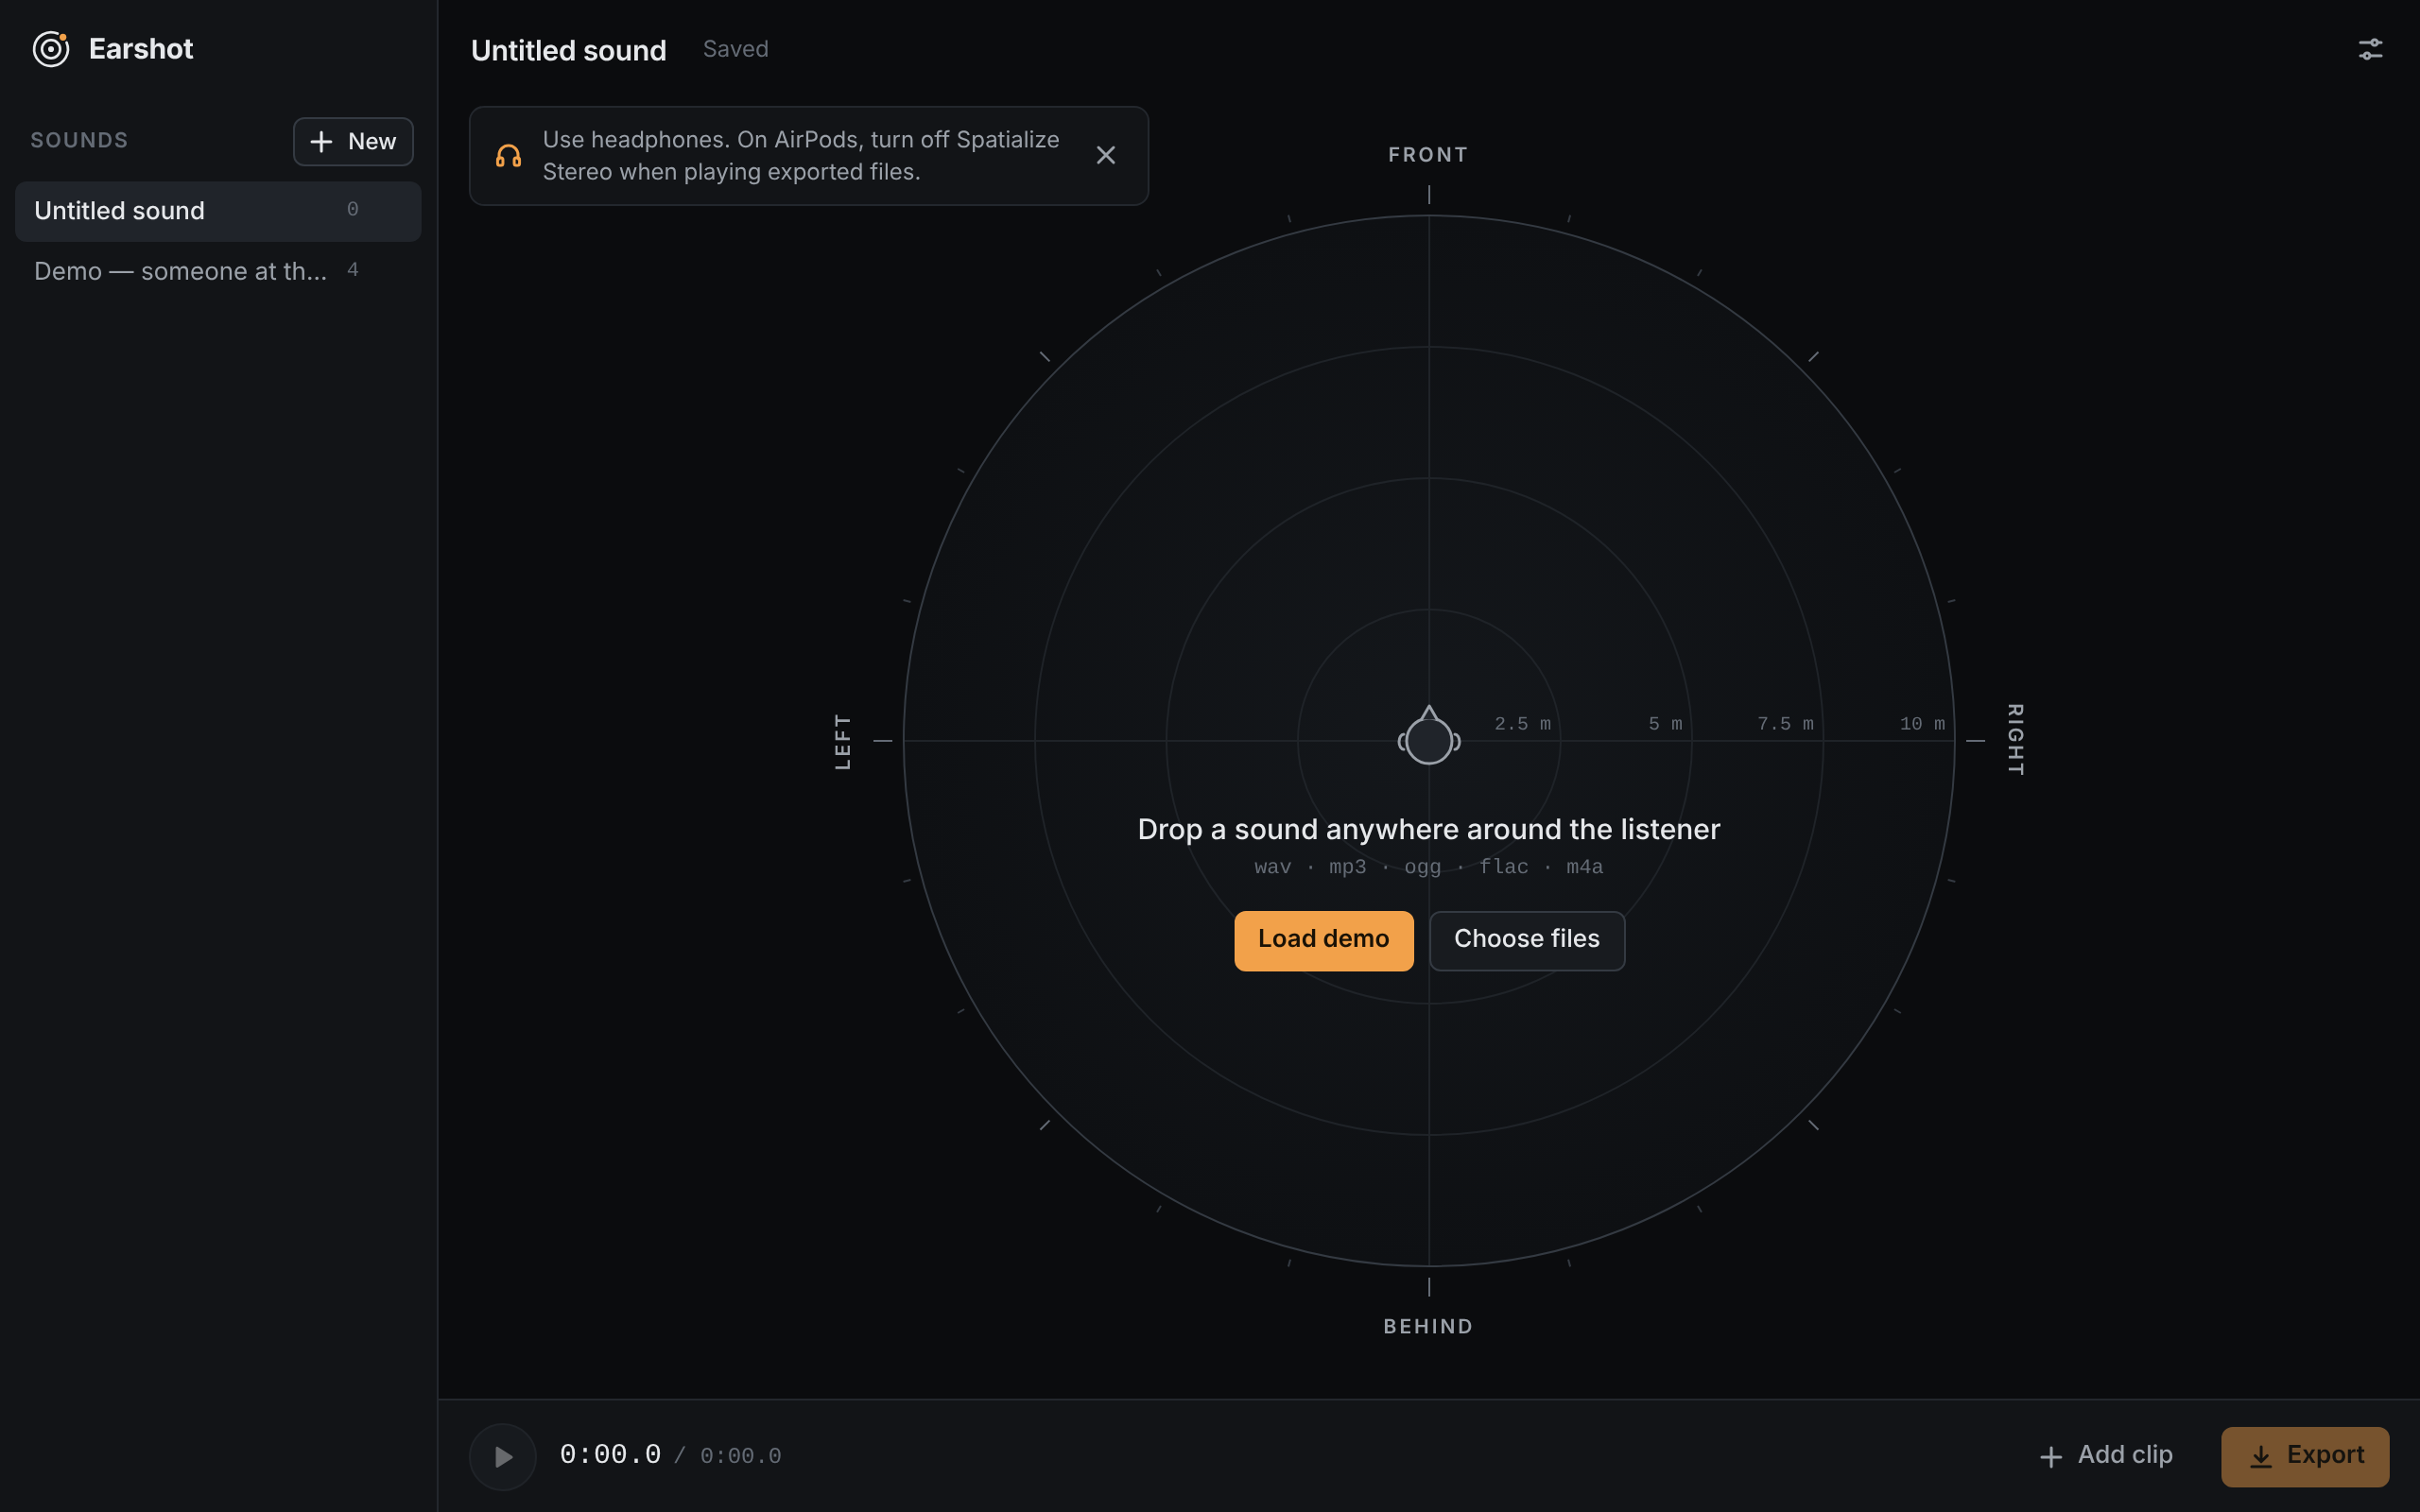 Earshot
SOUNDS
New
Untitled sound 0
Demo — someone at th... 4
Untitled sound Saved
Use headphones. On AirPods, turn off Spatialize
Stereo when playing exported files.
FRONT
LEFT
2.5 m 5 m 7.5 m 10 m
RIGHT
Drop a sound anywhere around the listener
wav · mp3 · ogg · flac · m4a
Load demo Choose files
BEHIND
0:00.0 / 0:00.0
Add clip Export